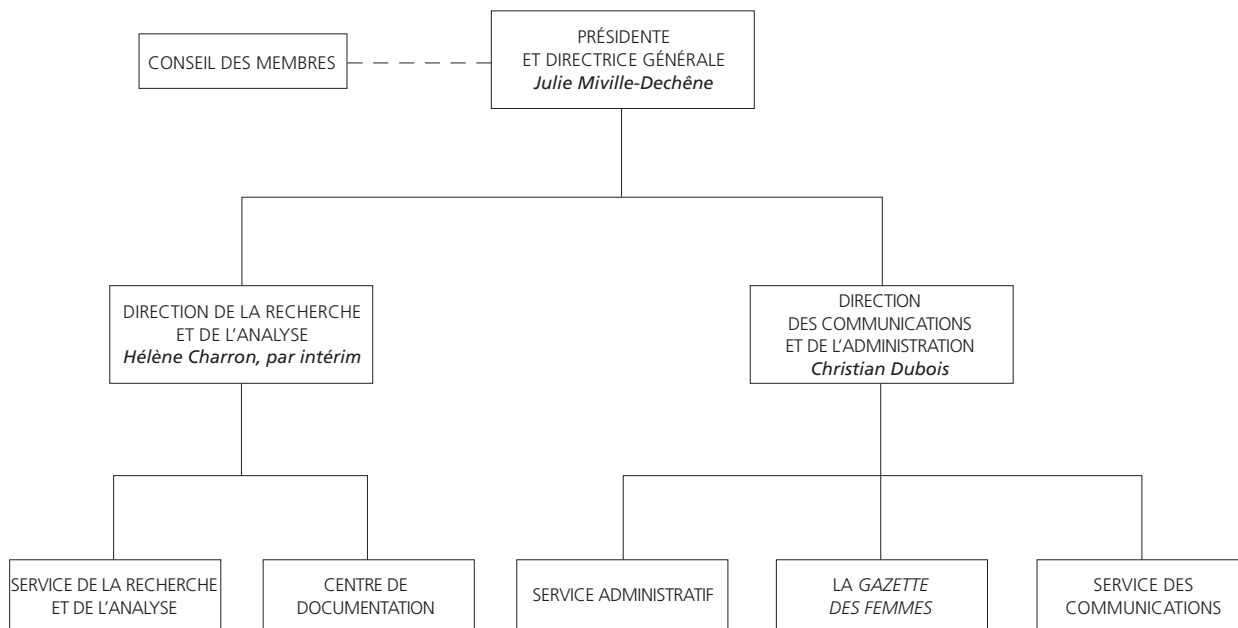 CONSEIL DES MEMBRES
PRÉSIDENTE
ET DIRECTRICE GÉNÉRALE
Julie Miville-Dechêne
DIRECTION DE LA RECHERCHE
ET DE L’ANALYSE
Hélène Charron, par intérim
DIRECTION
DES COMMUNICATIONS
ET DE L’ADMINISTRATION
Christian Dubois
SERVICE DE LA RECHERCHE
ET DE L’ANALYSE
CENTRE DE
DOCUMENTATION
SERVICE ADMINISTRATIF
LA GAZETTE
DES FEMMES
SERVICE DES
COMMUNICATIONS